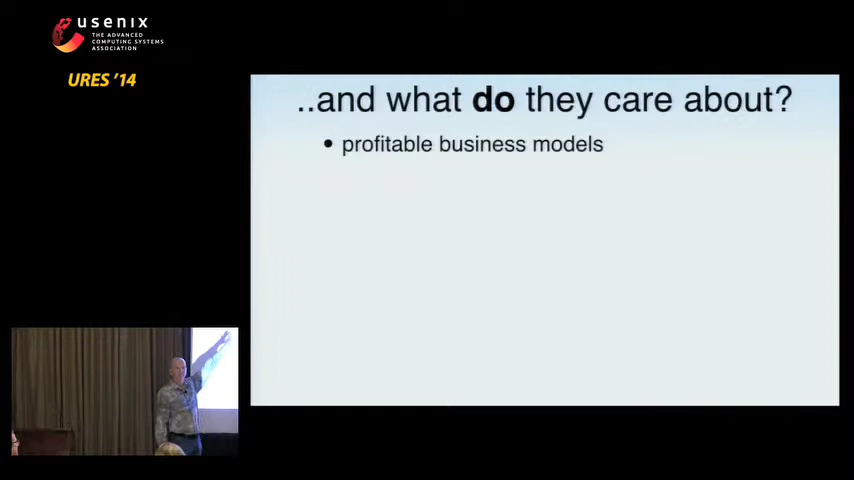 usenix
THE ADVANCED
COMPUTING SYSTEMS
ASSOCIATION
URES '14
..and what do they care about?
• profitable business models